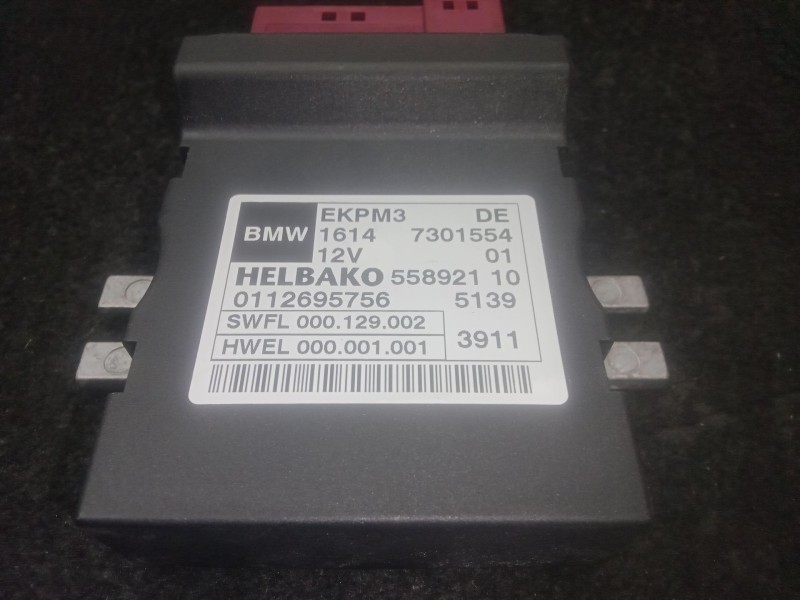 BMW EKPM3 DE
1614 7301554
12V 01
HELBAKO 558921 10
0112695756 5139
SWFL 000.129.002
HWEL 000.001.001 3911